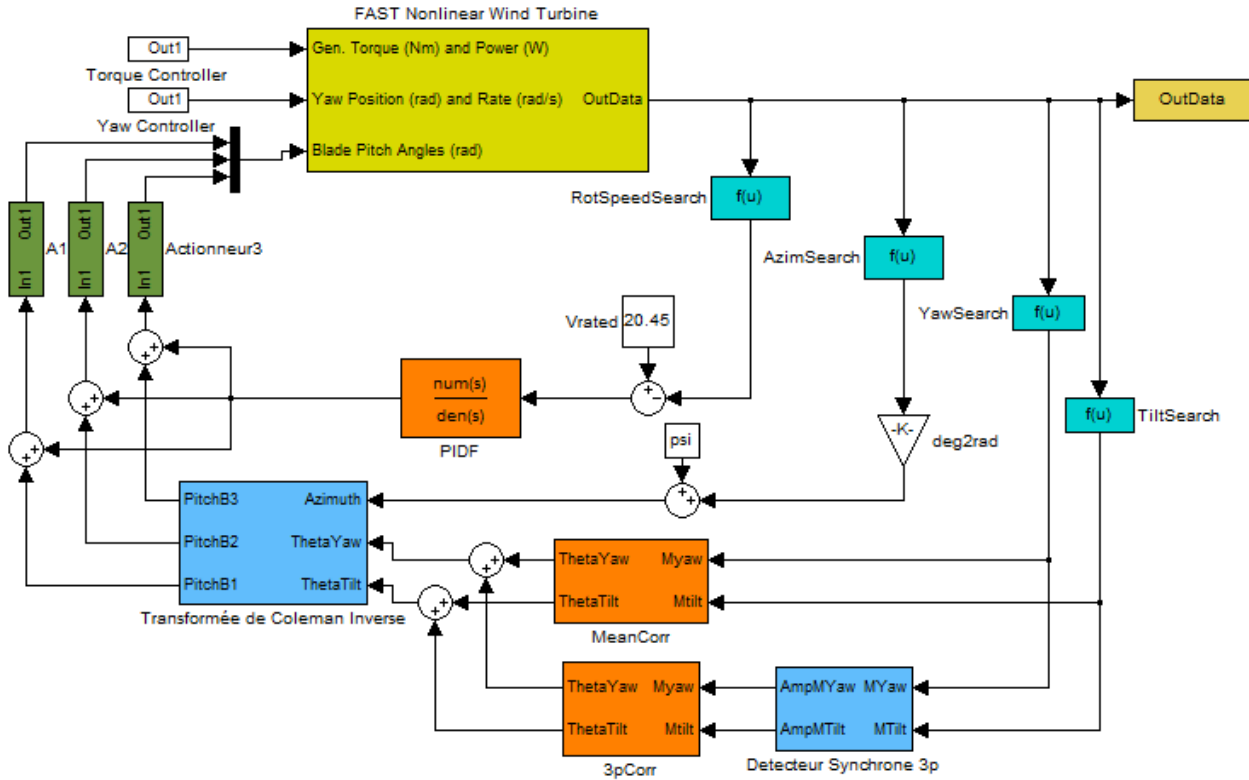 FAST Nonlinear Wind Turbine
Out1
Torque Controller
Out1
Yaw Controller
Gen. Torque (Nm) and Power (W)
Yaw Position (rad) and Rate (rad/s)
OutData
Blade Pitch Angles (rad)
OutData
RotSpeedSearch
f(u)
AzimSearch
f(u)
YawSearch
f(u)
TiltSearch
f(u)
Out1
In1
A1
Out1
In1
A2
Out1
In1
Actionneur3
Vrated
20.45
num(s)
den(s)
PIDF
-K-
deg2rad
psi
PitchB3
Azimuth
PitchB2
ThetaYaw
PitchB1
ThetaTilt
Transformée de Coleman Inverse
ThetaYaw
Myaw
ThetaTilt
Mtilt
MeanCorr
ThetaYaw
Myaw
ThetaTilt
Mtilt
3pCorr
AmpMYaw
MYaw
AmpMTilt
MTilt
Detecteur Synchrone 3p